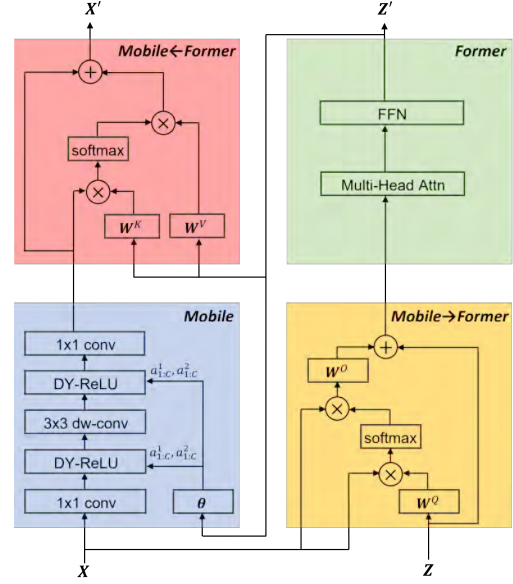 X′
Z′
Mobile←Former
+
×
softmax
×
W^K
W^V
Former
FFN
Multi-Head Attn
Mobile
1x1 conv
DY-ReLU
a^1_{1:C}, a^2_{1:C}
3x3 dw-conv
DY-ReLU
a^1_{1:C}, a^2_{1:C}
1x1 conv
θ
Mobile→Former
+
W^O
×
softmax
×
W^Q
X
Z